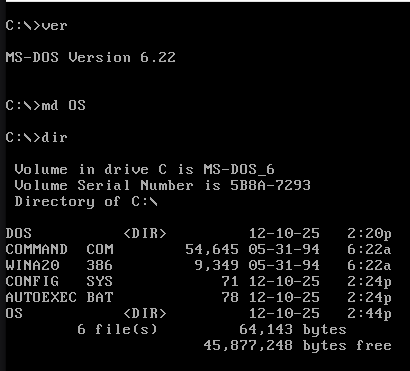 C:\>ver
MS-DOS Version 6.22
C:\>md OS
C:\>dir
Volume in drive C is MS-DOS_6
Volume Serial Number is 5B8A-7293
Directory of C:\
DOS          <DIR>         12-10-25   2:20p
COMMAND  COM        54,645 05-31-94   6:22a
WINA20   386         9,349 05-31-94   6:22a
CONFIG   SYS            71 12-10-25   2:24p
AUTOEXEC BAT            78 12-10-25   2:24p
OS           <DIR>         12-10-25   2:44p
6 file(s)         64,143 bytes
45,877,248 bytes free